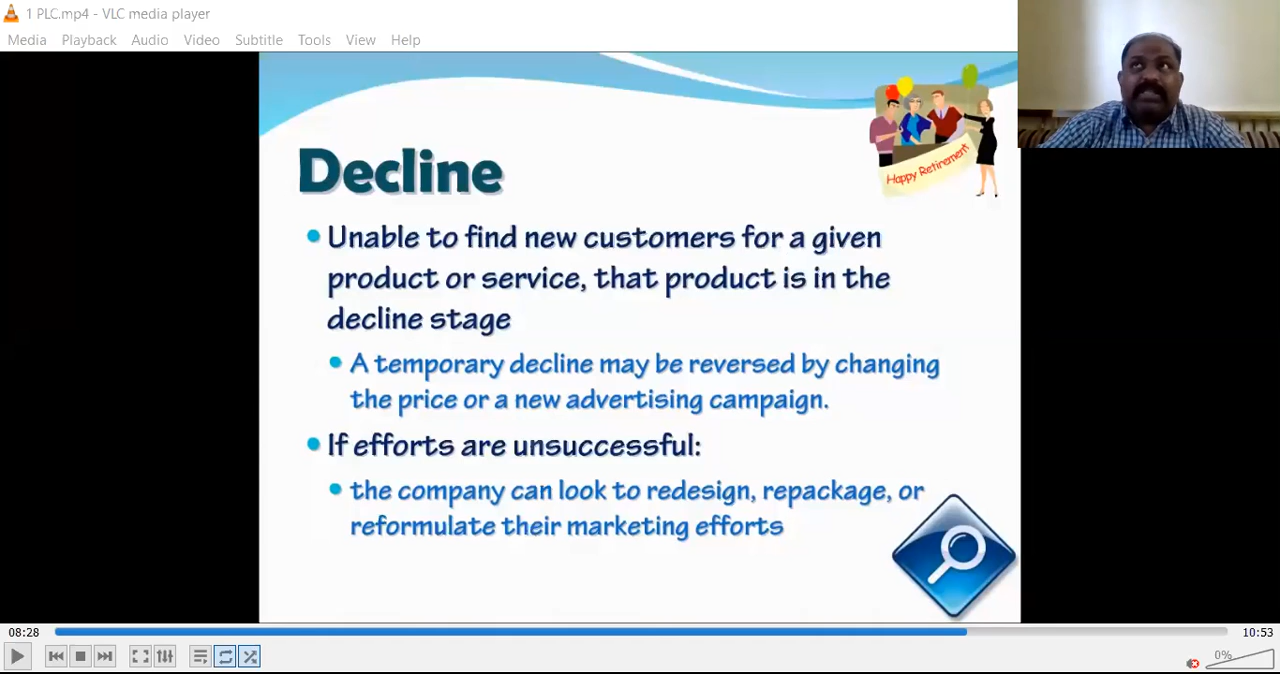 1 PLC.mp4 - VLC media player
Media Playback Audio Video Subtitle Tools View Help
Happy Retirement
Decline
Unable to find new customers for a given
product or service, that product is in the
decline stage
A temporary decline may be reversed by changing
the price or a new advertising campaign.
If efforts are unsuccessful:
the company can look to redesign, repackage, or
reformulate their marketing efforts
08:28
10:53
0%